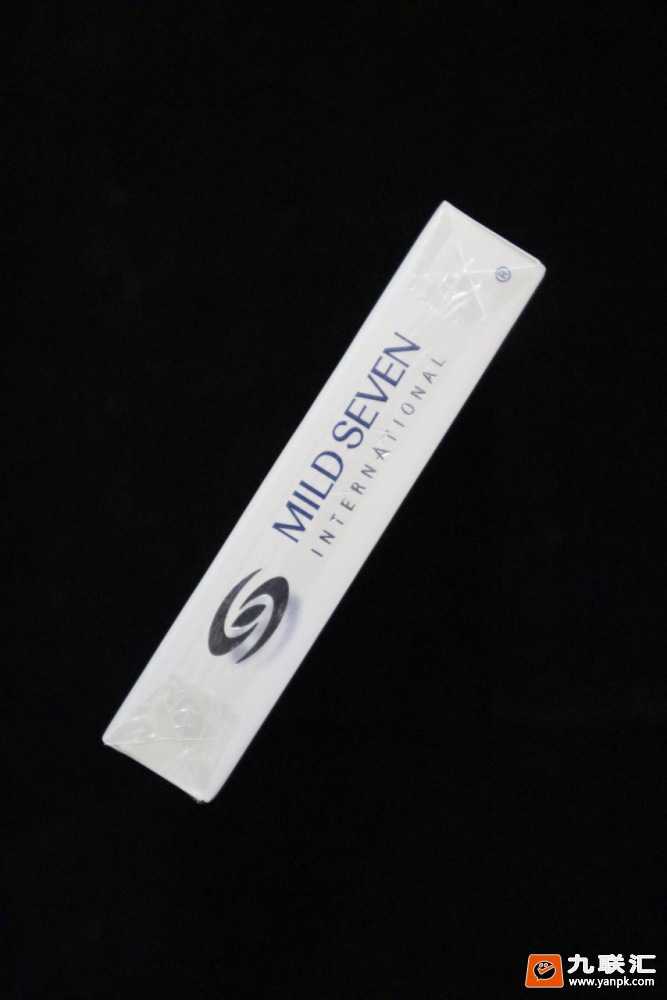 ®
MILD SEVEN
INTERNATIONAL
九联汇
www.yanpk.com